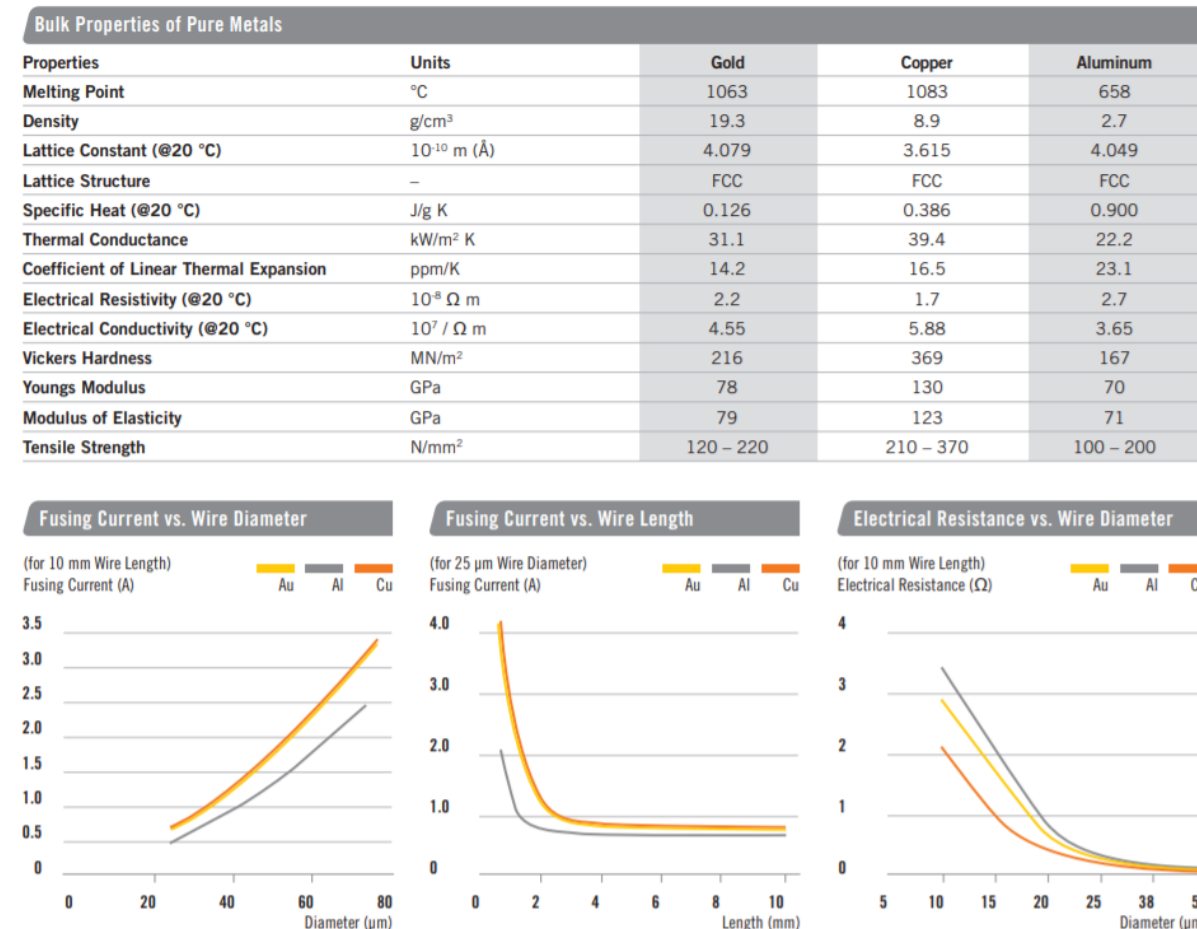 Bulk Properties of Pure Metals
Properties Units Gold Copper Aluminum
Melting Point °C 1063 1083 658
Density g/cm³ 19.3 8.9 2.7
Lattice Constant (@20 °C) 10⁻¹⁰ m (Å) 4.079 3.615 4.049
Lattice Structure – FCC FCC FCC
Specific Heat (@20 °C) J/g K 0.126 0.386 0.900
Thermal Conductance kW/m² K 31.1 39.4 22.2
Coefficient of Linear Thermal Expansion ppm/K 14.2 16.5 23.1
Electrical Resistivity (@20 °C) 10⁻⁸ Ω m 2.2 1.7 2.7
Electrical Conductivity (@20 °C) 10⁷ / Ω m 4.55 5.88 3.65
Vickers Hardness MN/m² 216 369 167
Youngs Modulus GPa 78 130 70
Modulus of Elasticity GPa 79 123 71
Tensile Strength N/mm² 120 – 220 210 – 370 100 – 200
Fusing Current vs. Wire Diameter
(for 10 mm Wire Length)
Fusing Current (A) Au Al Cu
3.5
3.0
2.5
2.0
1.5
1.0
0.5
0
0 20 40 60 80
Diameter (µm)
Fusing Current vs. Wire Length
(for 25 µm Wire Diameter)
Fusing Current (A) Au Al Cu
4.0
3.0
2.0
1.0
0
0 2 4 6 8 10
Length (mm)
Electrical Resistance vs. Wire Diameter
(for 10 mm Wire Length)
Electrical Resistance (Ω) Au Al
4
3
2
1
0
5 10 15 20 25 38
Diameter